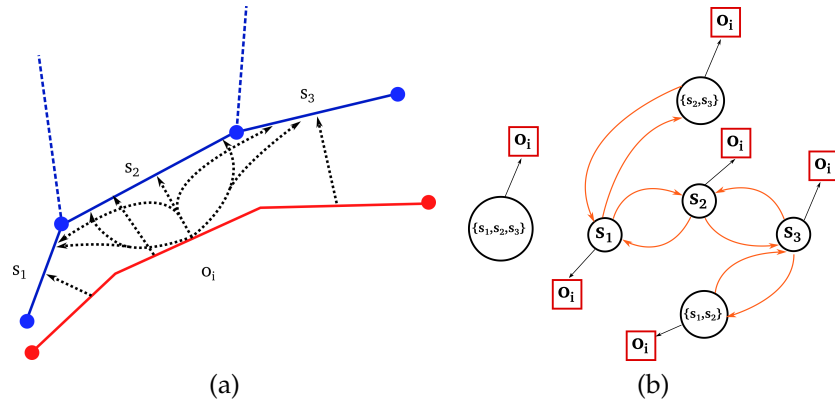 s₃
s₂
s₁
oᵢ
(a)
oᵢ
{s₂,s₃}
oᵢ
oᵢ
oᵢ
s₂
{s₁,s₂,s₃}
s₁
s₃
oᵢ
{s₁,s₂}
oᵢ
(b)